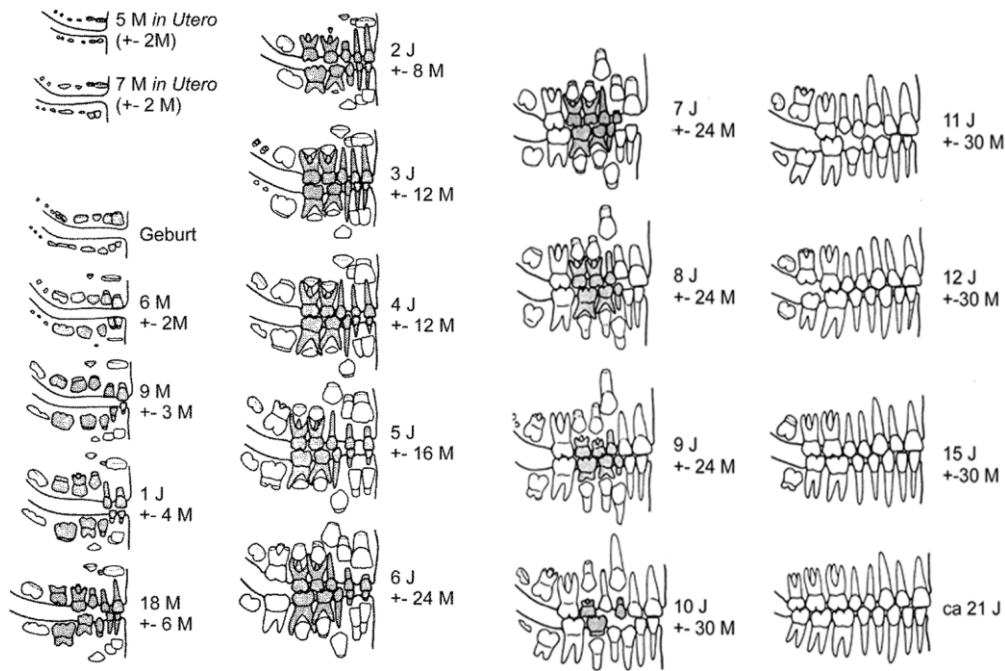 5 M in Utero
(+- 2M)
7 M in Utero
(+- 2 M)
Geburt
6 M
+- 2M
9 M
+- 3 M
1 J
+- 4 M
18 M
+- 6 M
2 J
+- 8 M
3 J
+- 12 M
4 J
+- 12 M
5 J
+- 16 M
6 J
+- 24 M
7 J
+- 24 M
8 J
+- 24 M
9 J
+- 24 M
10 J
+- 30 M
11 J
+- 30 M
12 J
+-30 M
15 J
+-30 M
ca 21 J